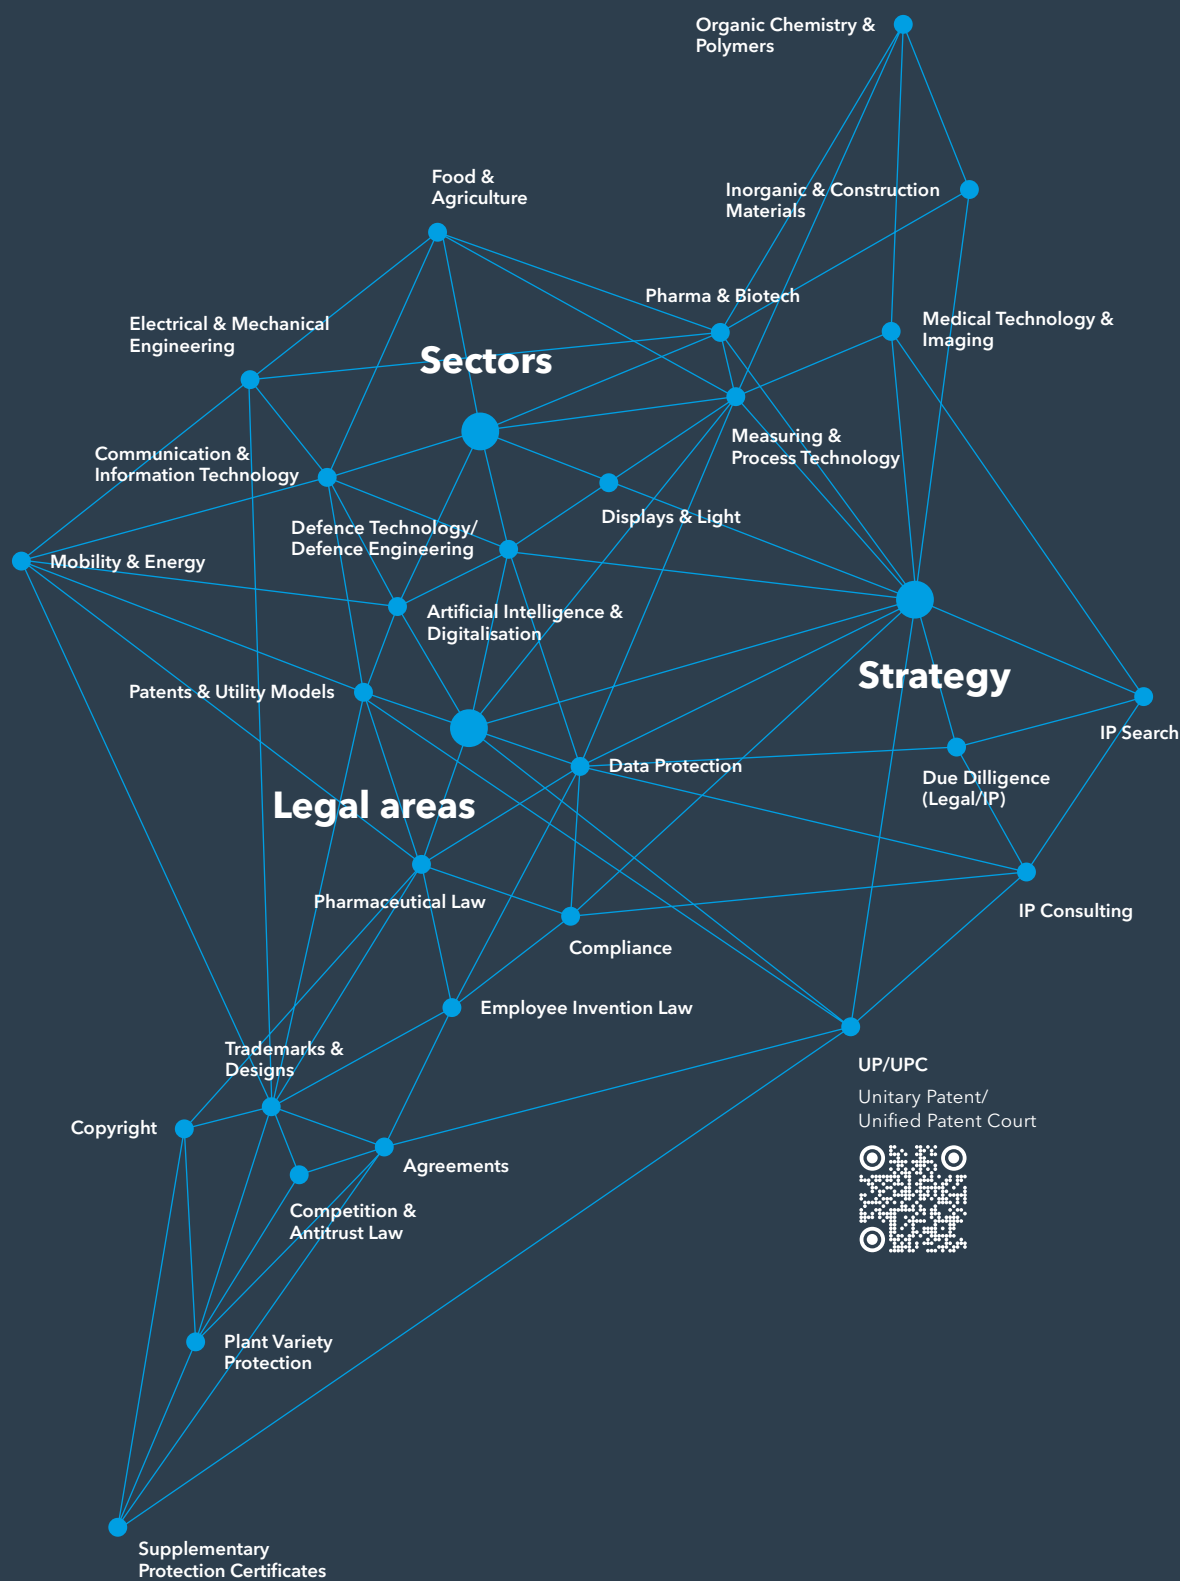 Organic Chemistry &
Polymers
Food &
Agriculture
Inorganic & Construction
Materials
Pharma & Biotech
Electrical & Mechanical
Engineering
Medical Technology &
Imaging
Sectors
Measuring &
Process Technology
Communication &
Information Technology
Displays & Light
Defence Technology/
Defence Engineering
Mobility & Energy
Artificial Intelligence &
Digitalisation
Strategy
Patents & Utility Models
IP Search
Data Protection
Due Dilligence
(Legal/IP)
Legal areas
Pharmaceutical Law
IP Consulting
Compliance
Employee Invention Law
Trademarks &
Designs
UP/UPC
Unitary Patent/
Unified Patent Court
Copyright
Agreements
Competition &
Antitrust Law
Plant Variety
Protection
Supplementary
Protection Certificates